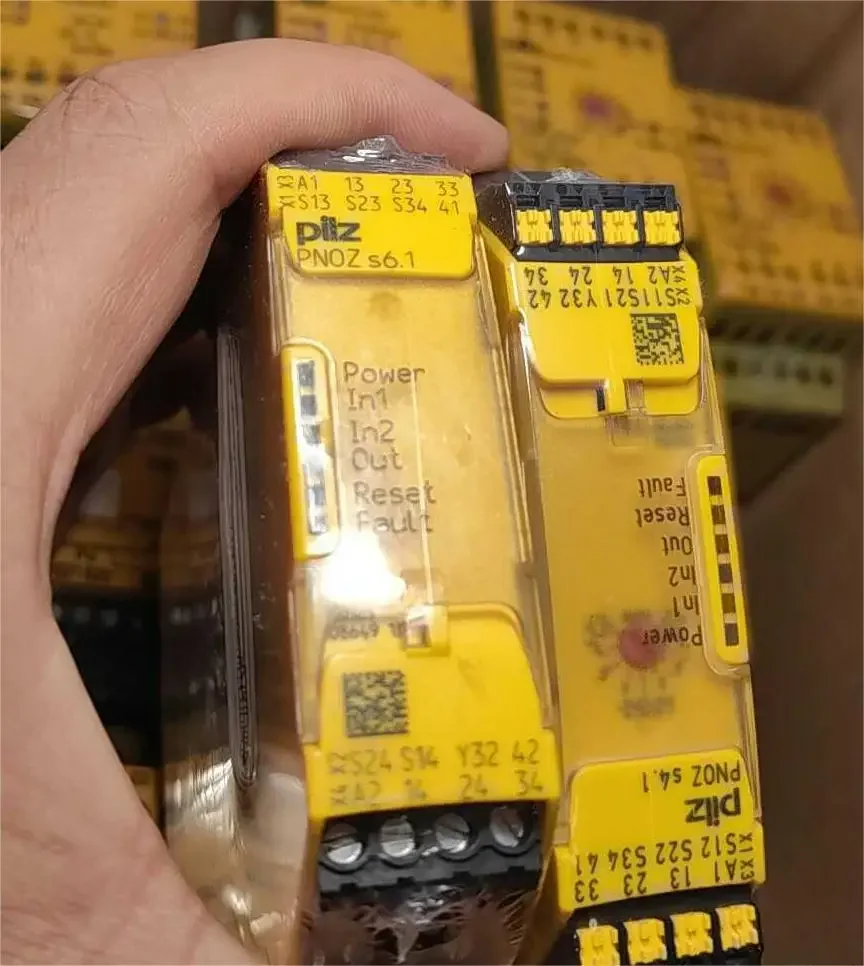 X3 A1 13 23 33
X1 S13 S23 S34 41
pilz
PNOZ s6.1
Power
In1
In2
Out
Reset
Fault
S24 S14 Y32 42
A2 14 24 34
X1 X3
A1 13 23 33
S12 S22 S34 41
pilz
PNOZ s4.1
Power
In1
In2
Out
Reset
Fault
X2 S11 S21 Y32 42
X4 A2 14 24 34